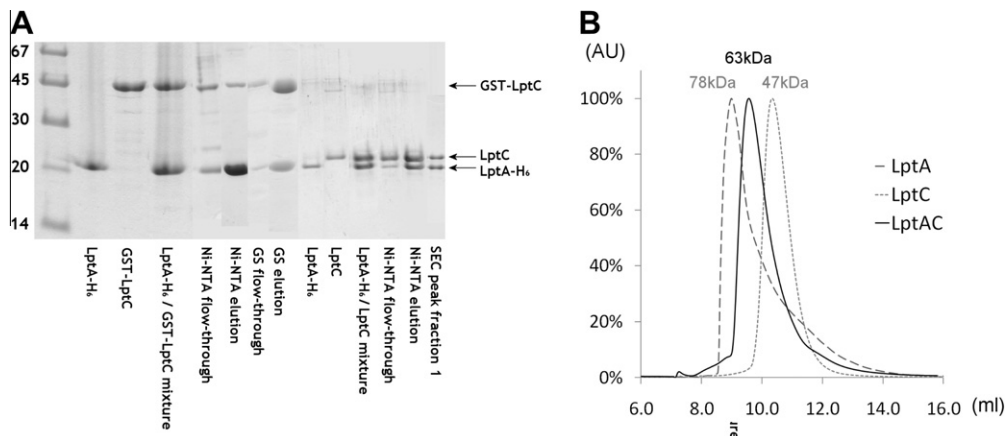 A
67
45
30
20
14
GST-LptC
LptC
LptA-H₆
LptA-H₆
GST-LptC
LptA-H₆ / GST-LptC mixture
Ni-NTA flow-through
Ni-NTA elution
GS flow-through
GS elution
LptA-H₆
LptC
LptA-H₆ / LptC mixture
Ni-NTA flow-through
Ni-NTA elution
SEC peak fraction 1
B
(AU)
63kDa
78kDa 47kDa
100%
80%
60%
40%
20%
0%
LptA
LptC
LptAC
6.0 8.0 10.0 12.0 14.0 16.0 (ml)
ure